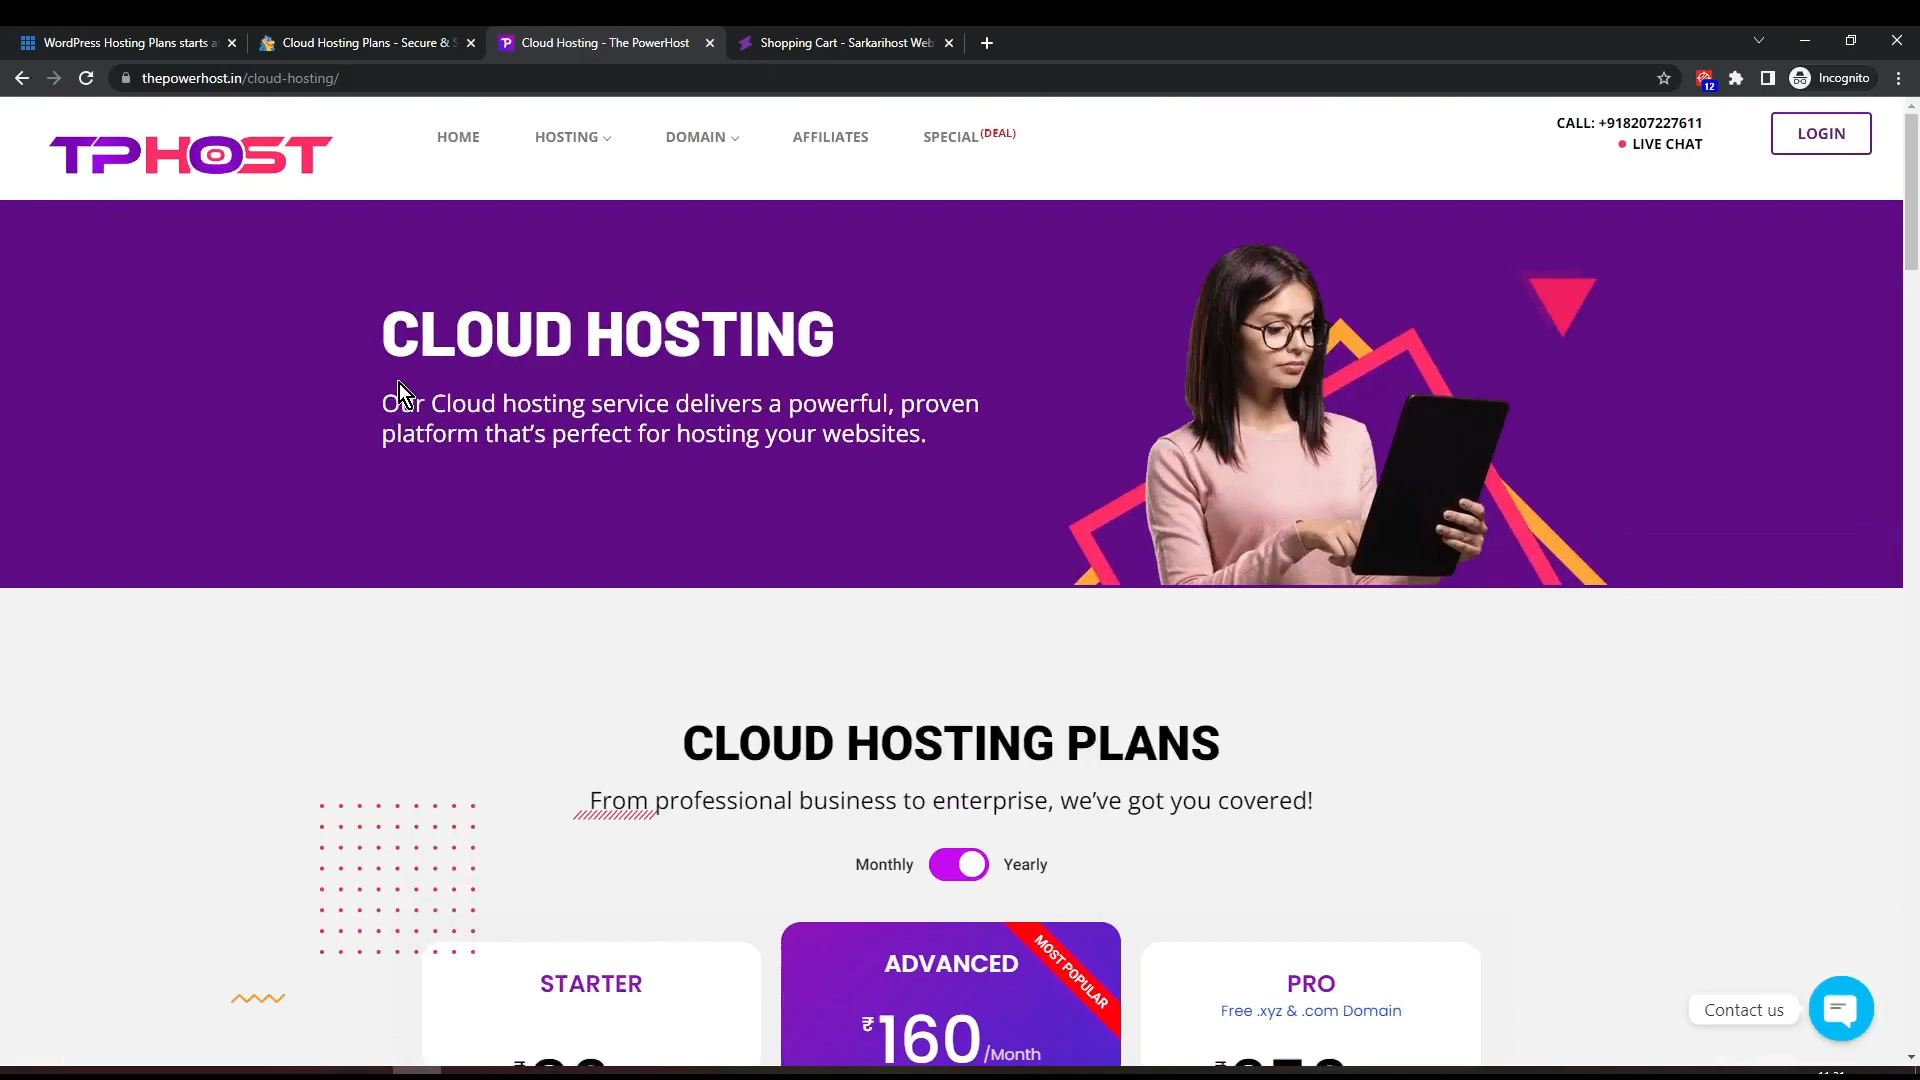 WordPress Hosting Plans starts a
Cloud Hosting Plans - Secure & S
Cloud Hosting - The PowerHost
Shopping Cart - Sarkarihost Web
thepowerhost.in/cloud-hosting/
12
Incognito
TPHOST
HOME
HOSTING
DOMAIN
AFFILIATES
SPECIAL(DEAL)
CALL: +918207227611
LIVE CHAT
LOGIN
CLOUD HOSTING
Our Cloud hosting service delivers a powerful, proven
platform that's perfect for hosting your websites.
CLOUD HOSTING PLANS
From professional business to enterprise, we've got you covered!
Monthly
Yearly
STARTER
ADVANCED
MOST POPULAR
₹160/Month
PRO
Free .xyz & .com Domain
Contact us